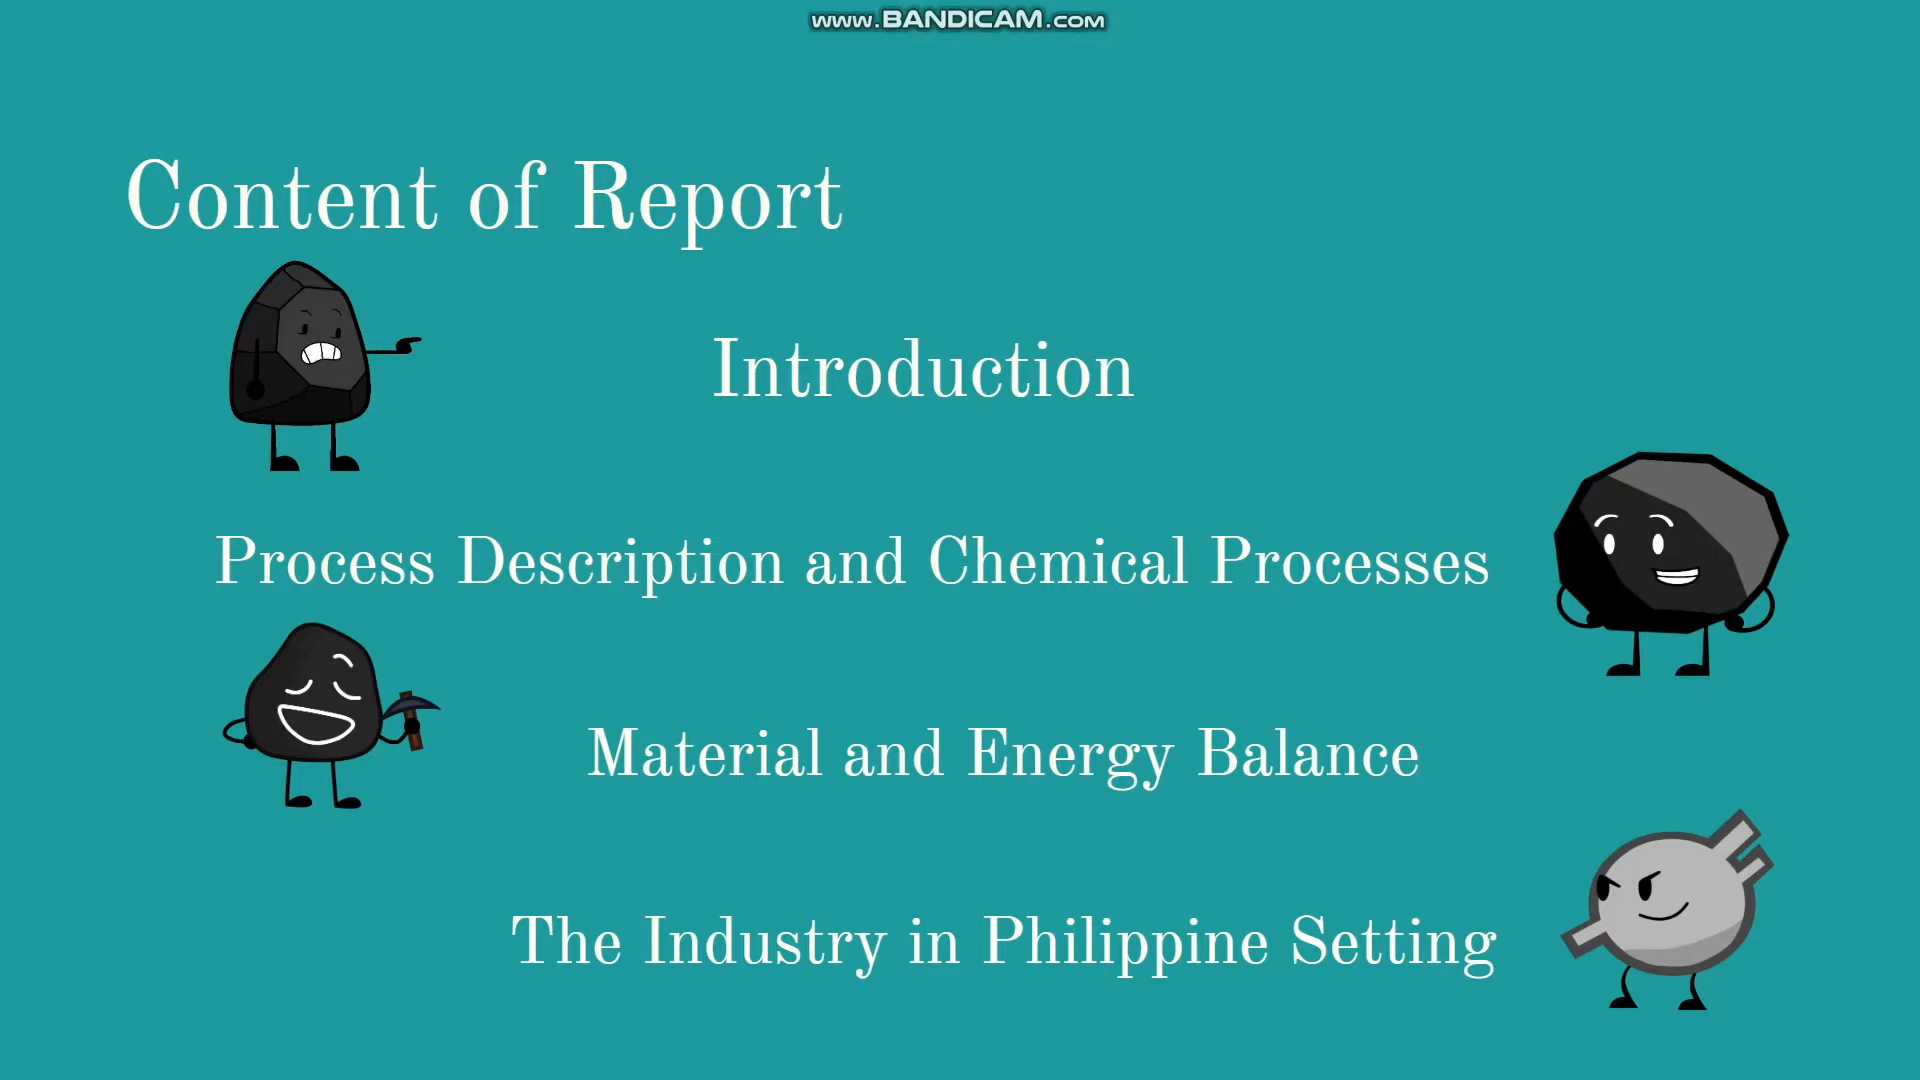 www.BANDICAM.com
Content of Report
Introduction
Process Description and Chemical Processes
Material and Energy Balance
The Industry in Philippine Setting